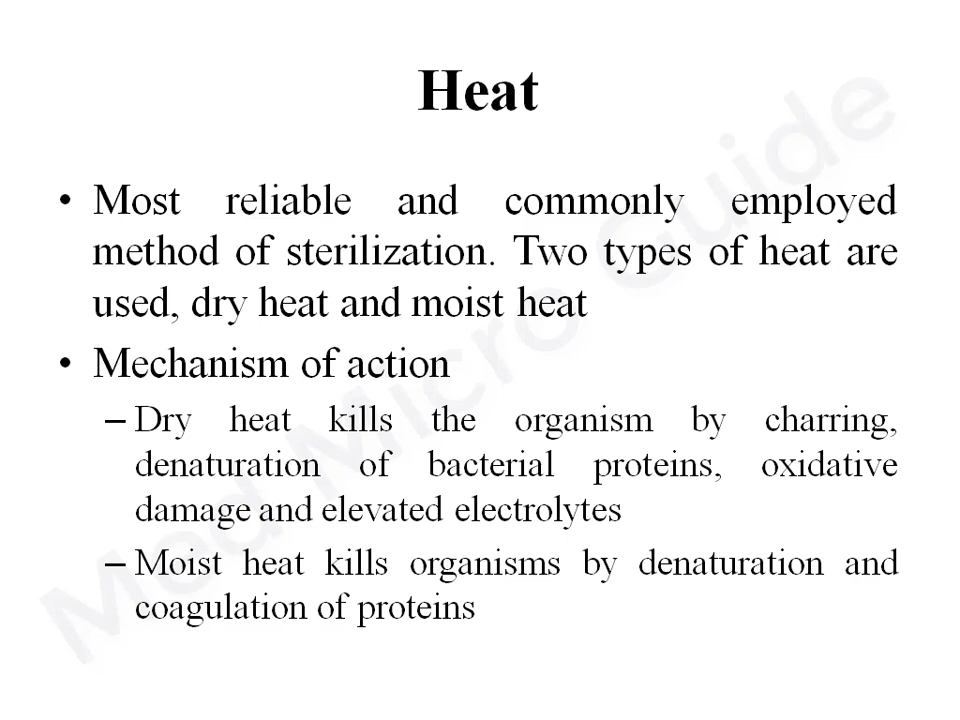 Heat
• Most reliable and commonly employed
method of sterilization. Two types of heat are
used, dry heat and moist heat
• Mechanism of action
– Dry heat kills the organism by charring,
denaturation of bacterial proteins, oxidative
damage and elevated electrolytes
– Moist heat kills organisms by denaturation and
coagulation of proteins
Med Micro Guide